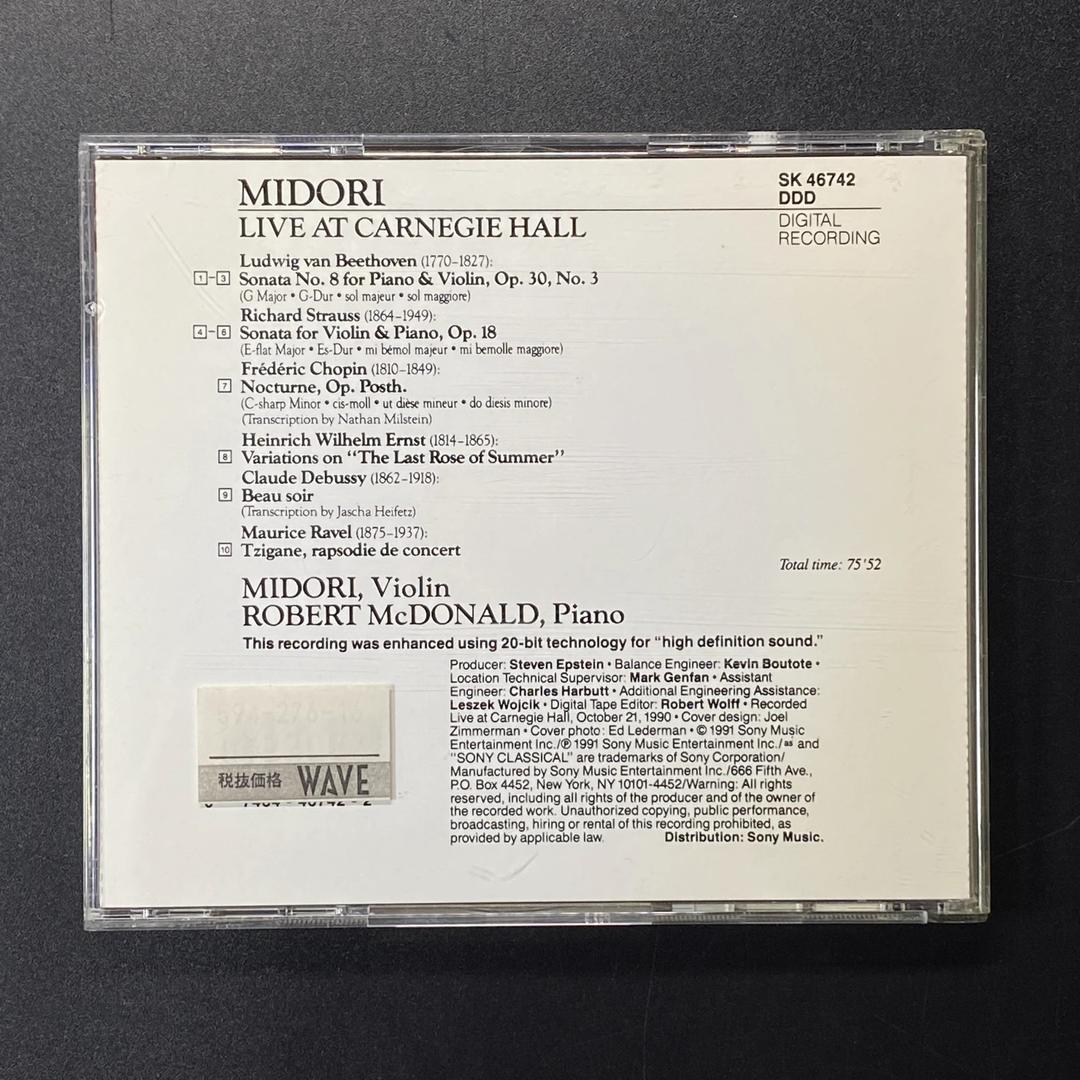 MIDORI
LIVE AT CARNEGIE HALL
SK 46742
DDD
DIGITAL
RECORDING
Ludwig van Beethoven (1770–1827):
1–3 Sonata No. 8 for Piano & Violin, Op. 30, No. 3
(G Major • G-Dur • sol majeur • sol maggiore)
Richard Strauss (1864–1949):
4–6 Sonata for Violin & Piano, Op. 18
(E-flat Major • Es-Dur • mi bémol majeur • mi bemolle maggiore)
Frédéric Chopin (1810–1849):
7 Nocturne, Op. Posth.
(C-sharp Minor • cis-moll • ut dièse mineur • do diesis minore)
(Transcription by Nathan Milstein)
Heinrich Wilhelm Ernst (1814–1865):
8 Variations on “The Last Rose of Summer”
Claude Debussy (1862–1918):
9 Beau soir
(Transcription by Jascha Heifetz)
Maurice Ravel (1875–1937):
10 Tzigane, rapsodie de concert
Total time: 75'52
MIDORI, Violin
ROBERT McDONALD, Piano
This recording was enhanced using 20-bit technology for “high definition sound.”
Producer: Steven Epstein • Balance Engineer: Kevin Boutote •
Location Technical Supervisor: Mark Genfan • Assistant
Engineer: Charles Harbutt • Additional Engineering Assistance:
Leszek Wojcik • Digital Tape Editor: Robert Wolff • Recorded
Live at Carnegie Hall, October 21, 1990 • Cover design: Joel
Zimmerman • Cover photo: Ed Lederman • © 1991 Sony Music
Entertainment Inc./℗ 1991 Sony Music Entertainment Inc./ and
"SONY CLASSICAL" are trademarks of Sony Corporation/
Manufactured by Sony Music Entertainment Inc./666 Fifth Ave.,
P.O. Box 4452, New York, NY 10101-4452/Warning: All rights
reserved, including all rights of the producer and of the owner of
the recorded work. Unauthorized copying, public performance,
broadcasting, hiring or rental of this recording prohibited, as
provided by applicable law. Distribution: Sony Music.
税抜価格 WAVE